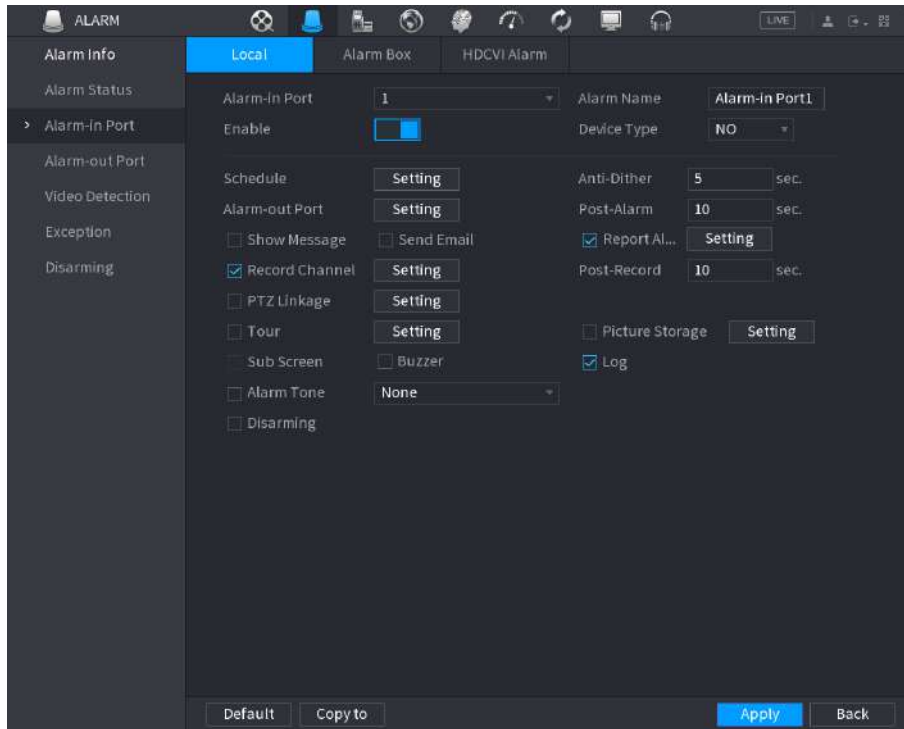 ALARM
LIVE
Alarm Info
Alarm Status
Alarm-in Port
Alarm-out Port
Video Detection
Exception
Disarming
Local Alarm Box HDCVI Alarm
Alarm-in Port 1 Alarm Name Alarm-in Port1
Enable Device Type NO
Schedule Setting Anti-Dither 5 sec.
Alarm-out Port Setting Post-Alarm 10 sec.
Show Message Send Email Report Al... Setting
Record Channel Setting Post-Record 10 sec.
PTZ Linkage Setting
Tour Setting Picture Storage Setting
Sub Screen Buzzer Log
Alarm Tone None
Disarming
Default Copy to Apply Back